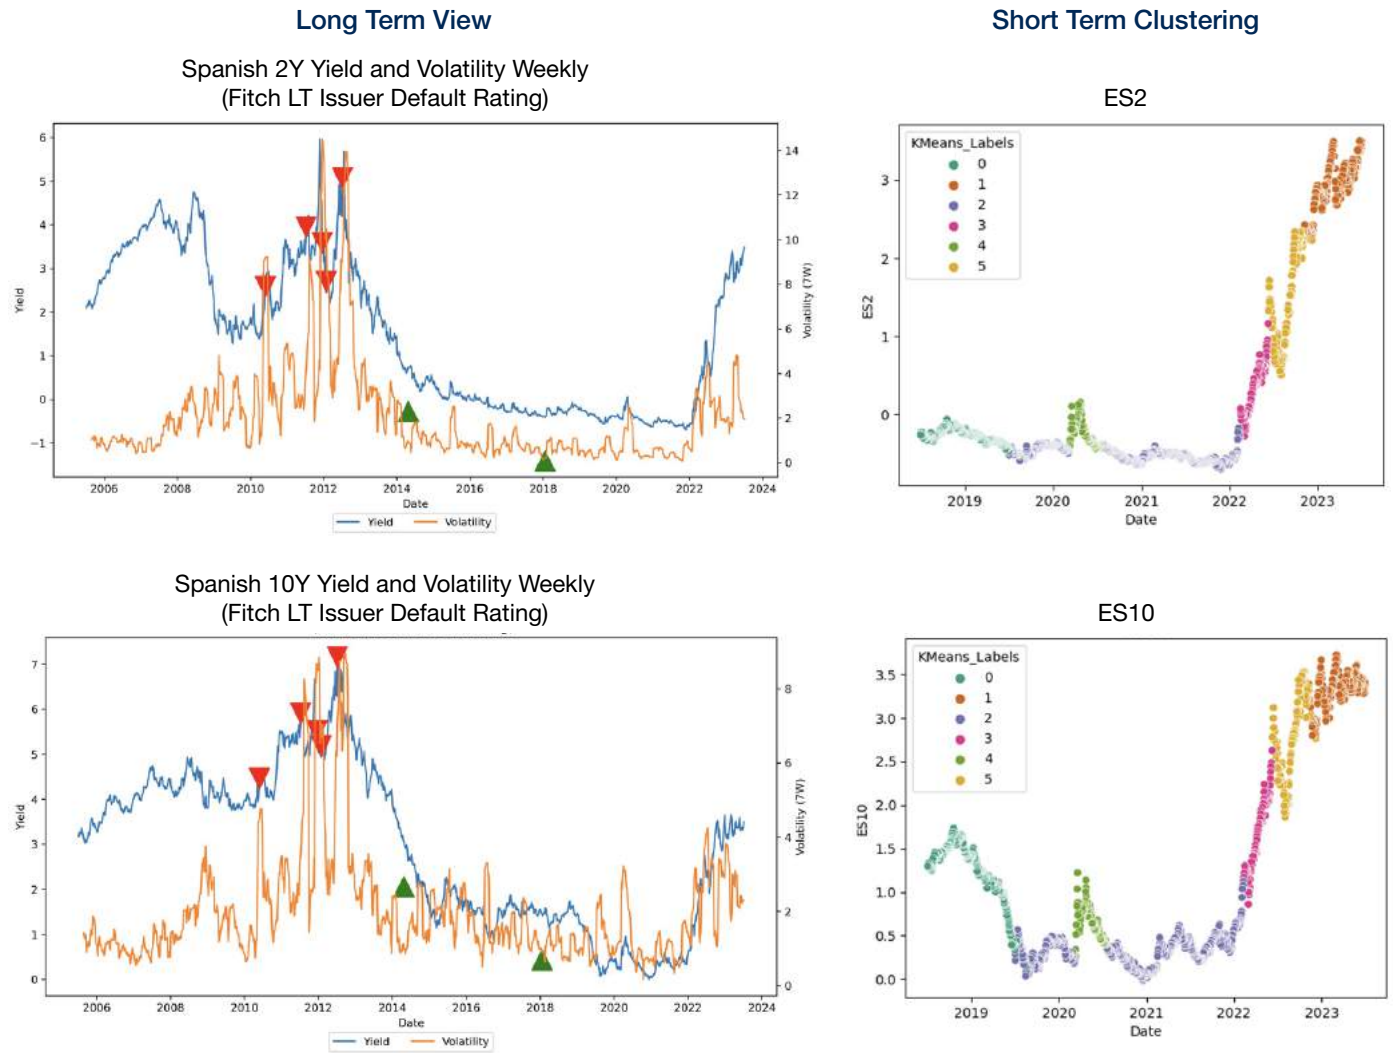 Long Term View
Short Term Clustering
Spanish 2Y Yield and Volatility Weekly
(Fitch LT Issuer Default Rating)
6
5
4
3
2
1
0
−1
Yield
14
12
10
8
6
4
2
0
Volatility (7W)
2006 2008 2010 2012 2014 2016 2018 2020 2022 2024
Date
Yield Volatility
ES2
KMeans_Labels
0
1
2
3
4
5
3
2
1
0
ES2
2019 2020 2021 2022 2023
Date
Spanish 10Y Yield and Volatility Weekly
(Fitch LT Issuer Default Rating)
7
6
5
4
3
2
1
0
Yield
8
6
4
2
0
Volatility (7W)
2006 2008 2010 2012 2014 2016 2018 2020 2022 2024
Date
Yield Volatility
ES10
KMeans_Labels
0
1
2
3
4
5
3.5
3.0
2.5
2.0
1.5
1.0
0.5
0.0
ES10
2019 2020 2021 2022 2023
Date